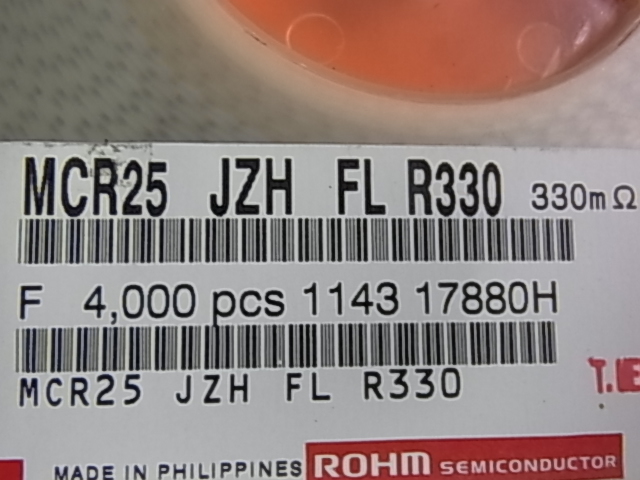 MCR25 JZH FL R330 330mΩ
F 4,000 pcs 1143 17880H
MCR25 JZH FL R330
MADE IN PHILIPPINES ROHM SEMICONDUCTOR